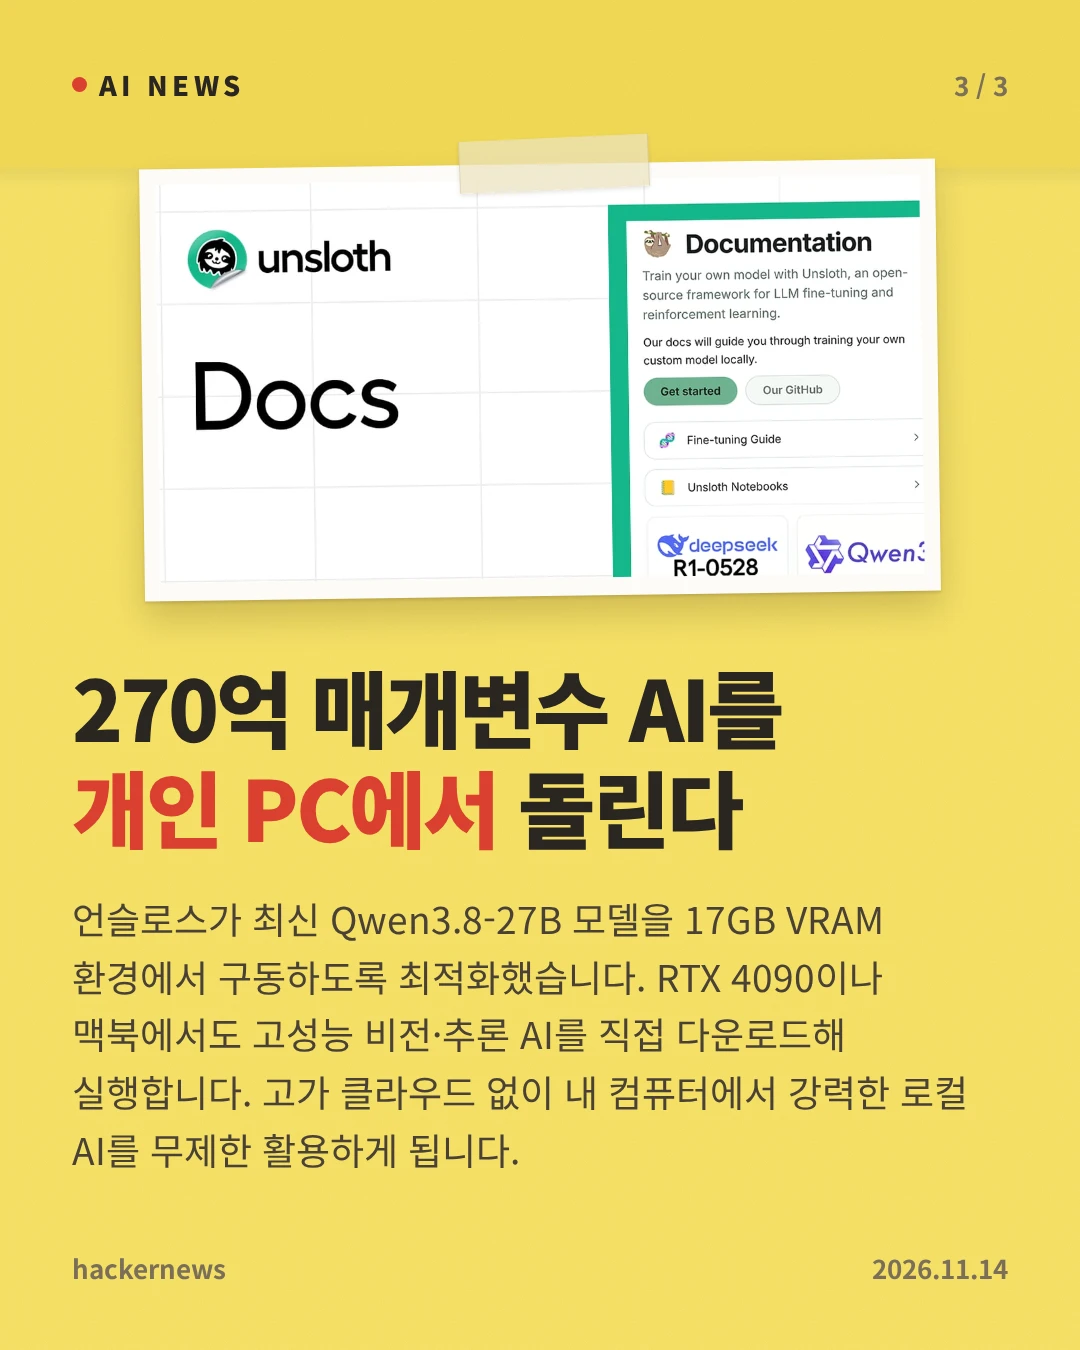 AI NEWS
3 / 3
unsloth
Docs
Documentation
Train your own model with Unsloth, an open-
source framework for LLM fine-tuning and
reinforcement learning.
Our docs will guide you through training your own
custom model locally.
Get started
Our GitHub
Fine-tuning Guide
Unsloth Notebooks
deepseek
R1-0528
Qwen3
270억 매개변수 AI를
개인 PC에서 돌린다
언슬로스가 최신 Qwen3.8-27B 모델을 17GB VRAM
환경에서 구동하도록 최적화했습니다. RTX 4090이나
맥북에서도 고성능 비전·추론 AI를 직접 다운로드해
실행합니다. 고가 클라우드 없이 내 컴퓨터에서 강력한 로컬
AI를 무제한 활용하게 됩니다.
hackernews
2026.11.14